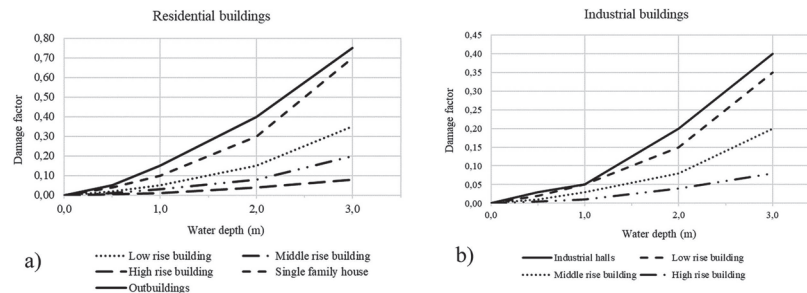 Residential buildings
0,80
0,70
0,60
0,50
0,40
0,30
0,20
0,10
0,00
Damage factor
0,0 1,0 2,0 3,0
Water depth (m)
Low rise building Middle rise building
High rise building Single family house
Outbuildings
a)
Industrial buildings
0,45
0,40
0,35
0,30
0,25
0,20
0,15
0,10
0,05
0,00
Damage factor
0,0 1,0 2,0 3,0
Water depth (m)
Industrial halls Low rise building
Middle rise building High rise building
b)